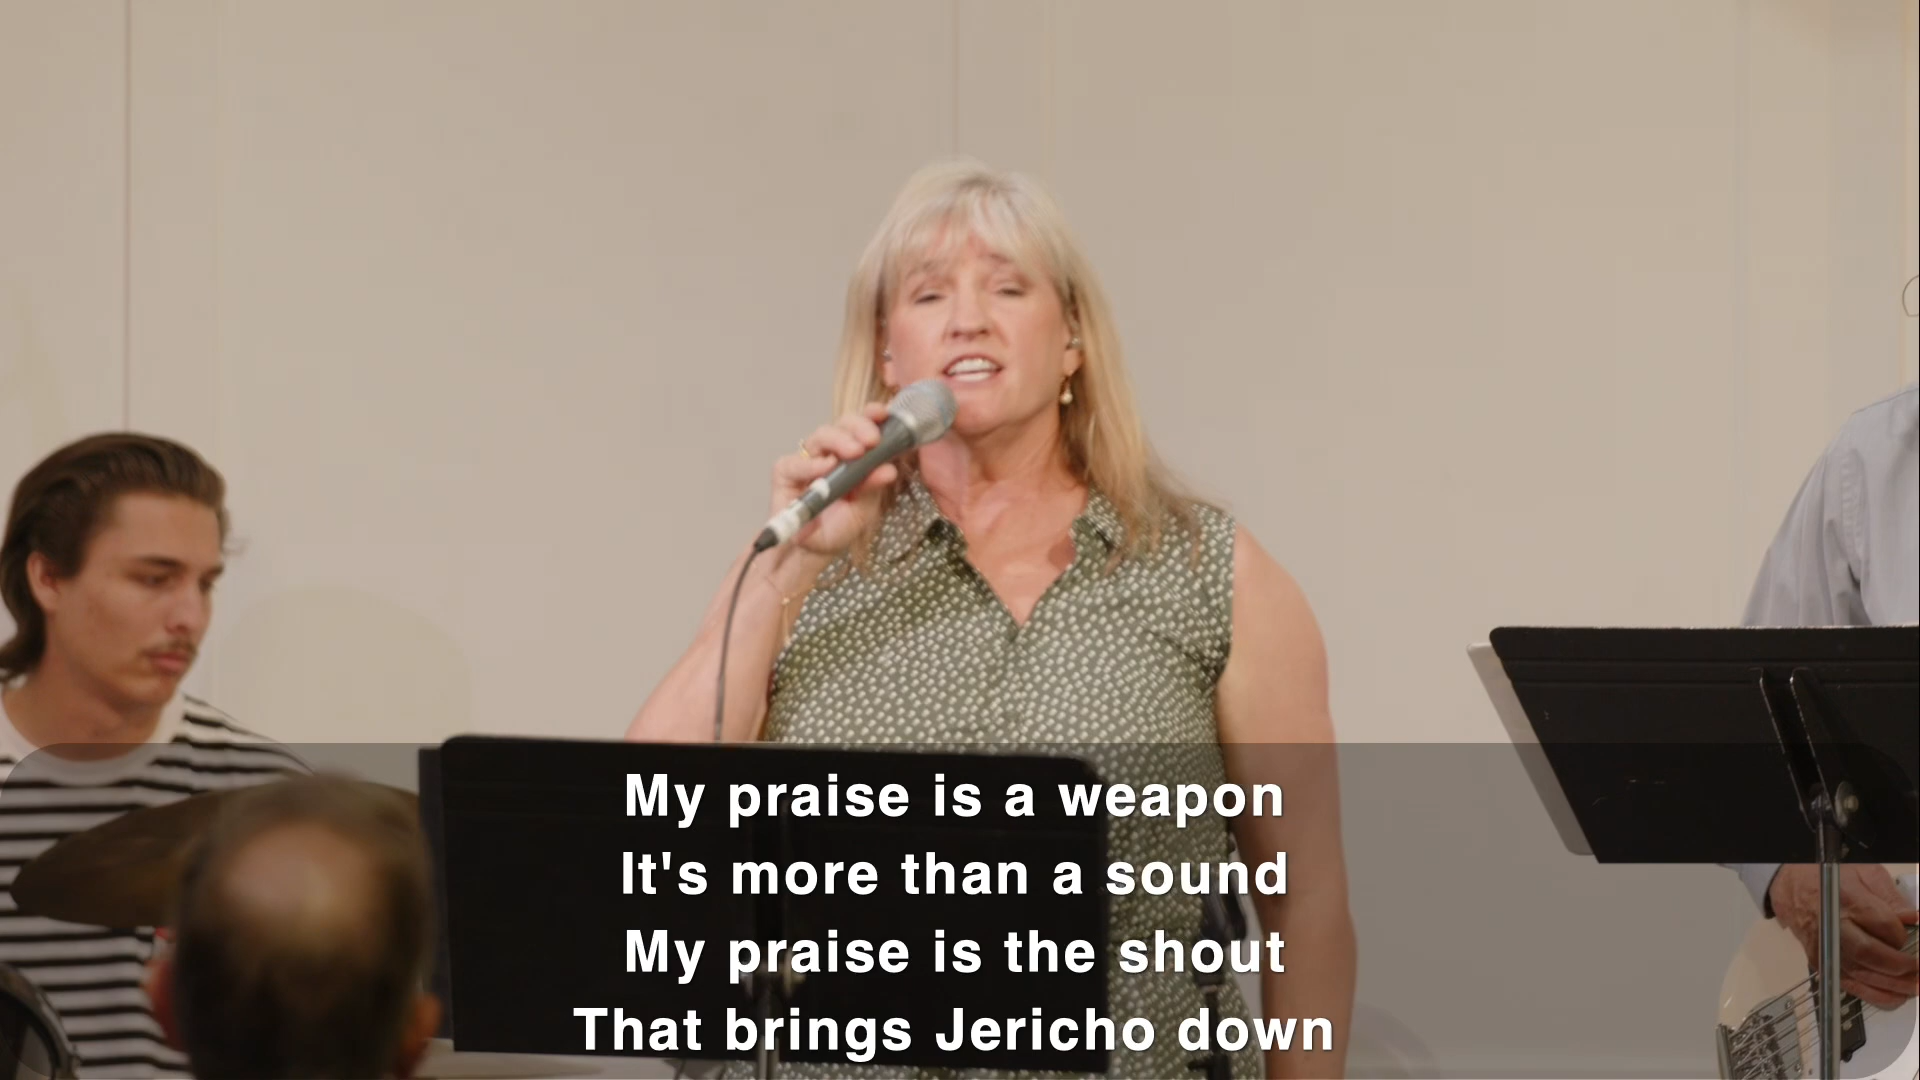 My praise is a weapon
It's more than a sound
My praise is the shout
That brings Jericho down